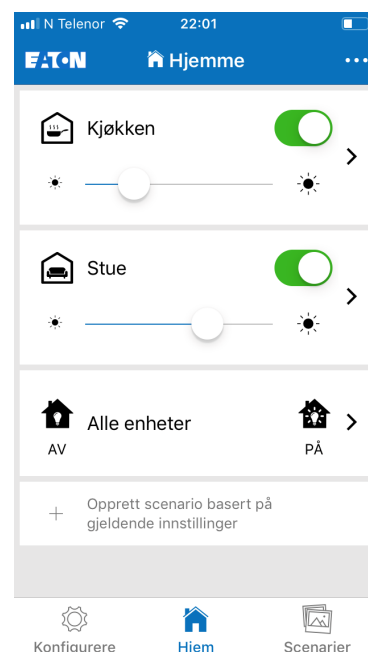 N Telenor 22:01
EATON Hjemme
Kjøkken
Stue
Alle enheter
AV PÅ
Opprett scenario basert på
gjeldende innstillinger
Konfigurere Hjem Scenarier